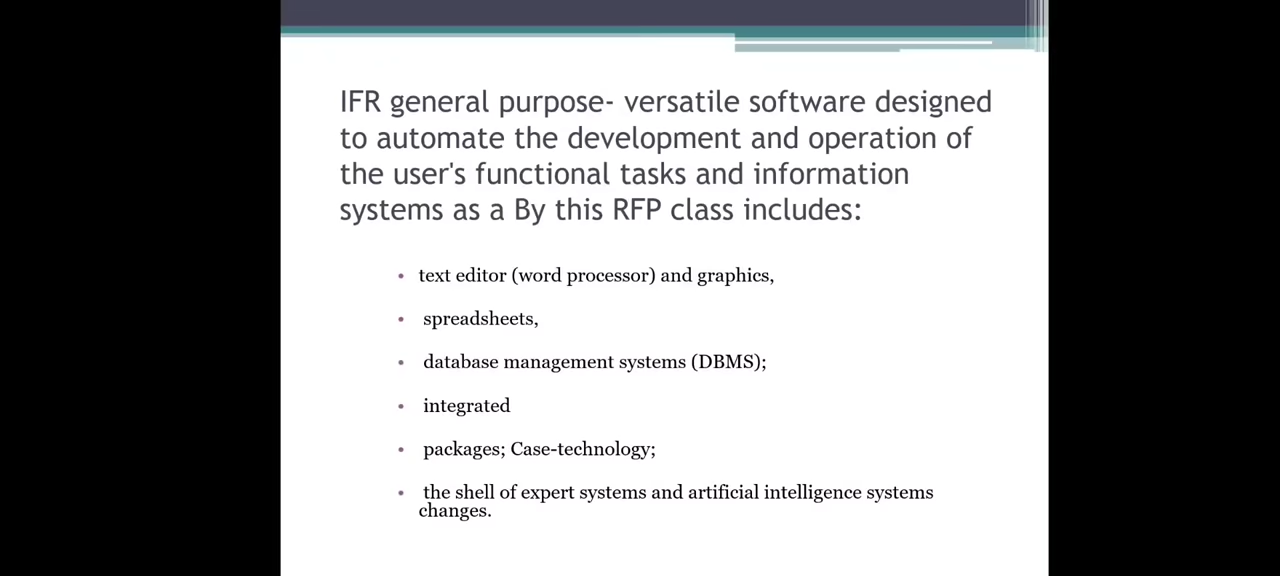 IFR general purpose- versatile software designed
to automate the development and operation of
the user's functional tasks and information
systems as a By this RFP class includes:
• text editor (word processor) and graphics,
• spreadsheets,
• database management systems (DBMS);
• integrated
• packages; Case-technology;
• the shell of expert systems and artificial intelligence systems
changes.